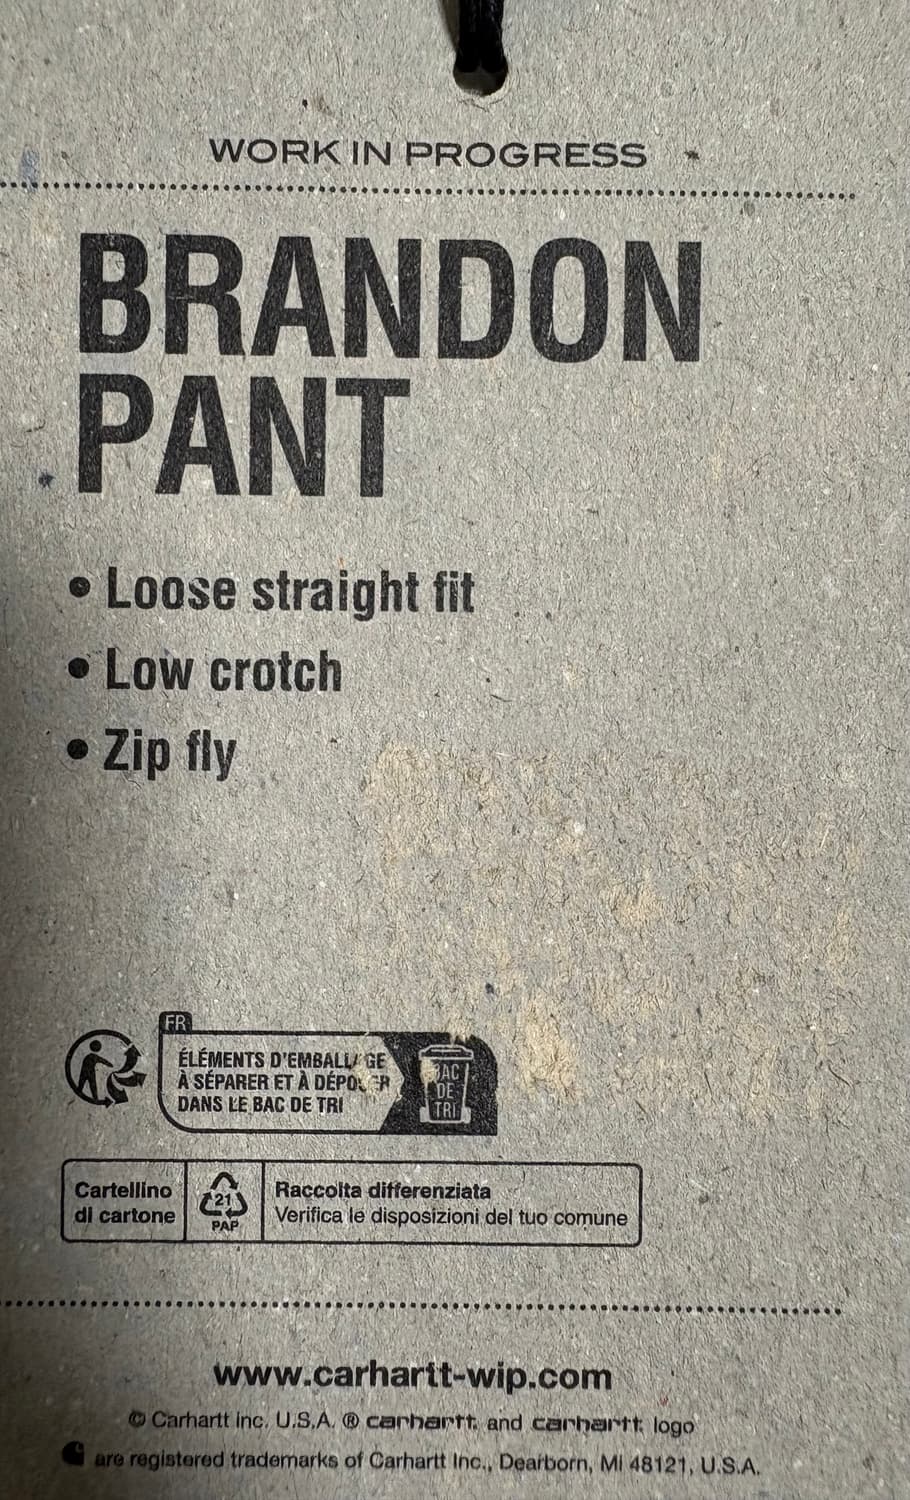 WORK IN PROGRESS
BRANDON
PANT
• Loose straight fit
• Low crotch
• Zip fly
FR
ÉLÉMENTS D'EMBALLAGE
À SÉPARER ET À DÉPOSER
DANS LE BAC DE TRI
BAC
DE
TRI
Cartellino
di cartone
21
PAP
Raccolta differenziata
Verifica le disposizioni del tuo comune
www.carhartt-wip.com
© Carhartt Inc. U.S.A. ® carhartt and carhartt logo
are registered trademarks of Carhartt Inc., Dearborn, MI 48121, U.S.A.